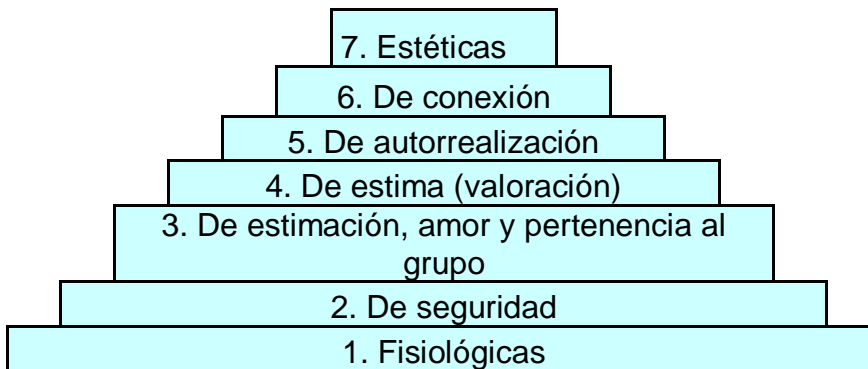 7. Estéticas
6. De conexión
5. De autorrealización
4. De estima (valoración)
3. De estimación, amor y pertenencia al
grupo
2. De seguridad
1. Fisiológicas